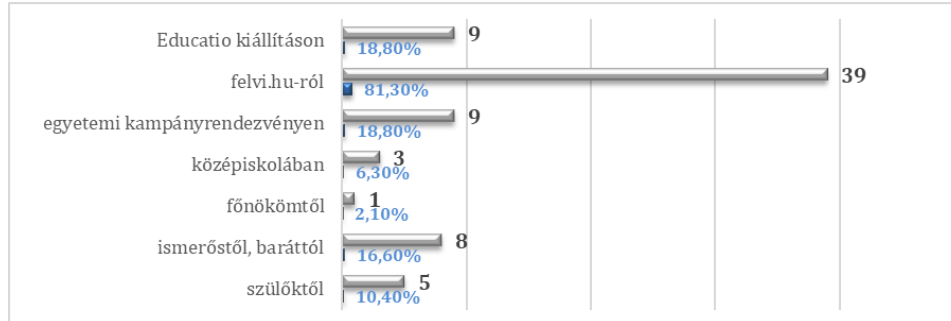 Educatio kiállításon
9
18,80%
felvi.hu-ról
39
81,30%
egyetemi kampányrendezvényen
9
18,80%
középiskolában
3
6,30%
főnökömtől
1
2,10%
ismerőstől, baráttól
8
16,60%
szülőktől
5
10,40%